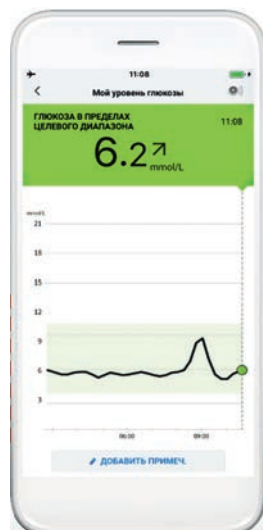 11:08
Мой уровень глюкозы
ГЛЮКОЗА В ПРЕДЕЛАХ
ЦЕЛЕВОГО ДИАПАЗОНА
11:08
6.2
mmol/L
mmol/L
21
18
15
12
9
6
3
06:00
09:00
ДОБАВИТЬ ПРИМЕЧ.